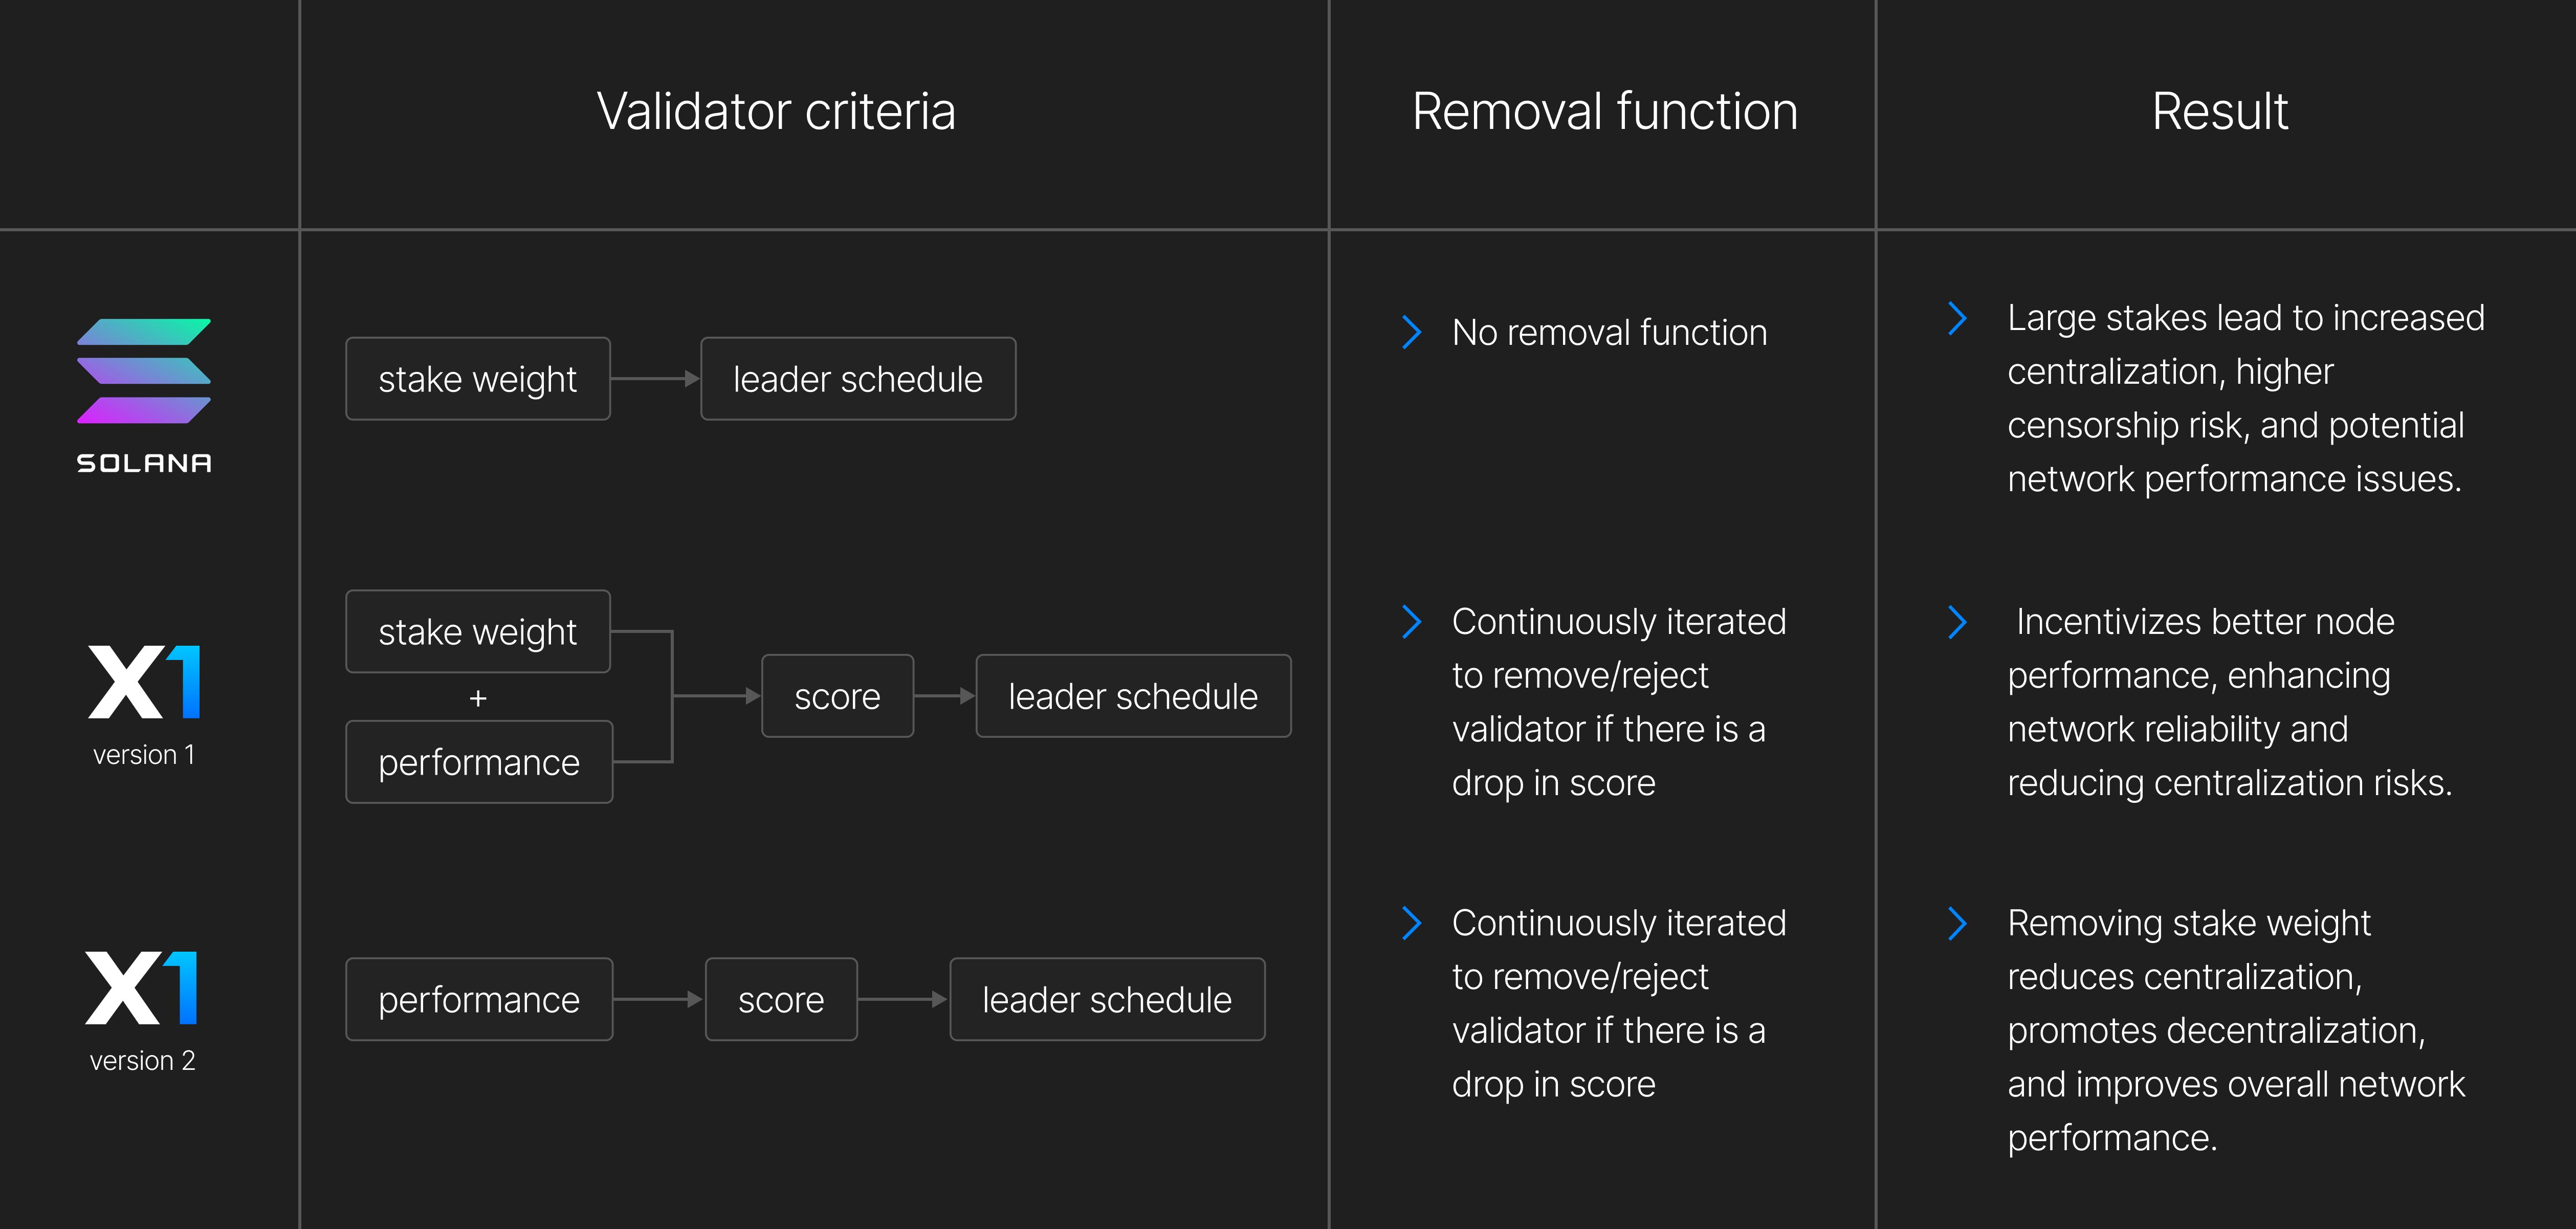 Validator criteria
Removal function
Result
SOLANA
stake weight
leader schedule
No removal function
Large stakes lead to increased
centralization, higher
censorship risk, and potential
network performance issues.
X1
version 1
stake weight
+
performance
score
leader schedule
Continuously iterated
to remove/reject
validator if there is a
drop in score
Incentivizes better node
performance, enhancing
network reliability and
reducing centralization risks.
X1
version 2
performance
score
leader schedule
Continuously iterated
to remove/reject
validator if there is a
drop in score
Removing stake weight
reduces centralization,
promotes decentralization,
and improves overall network
performance.